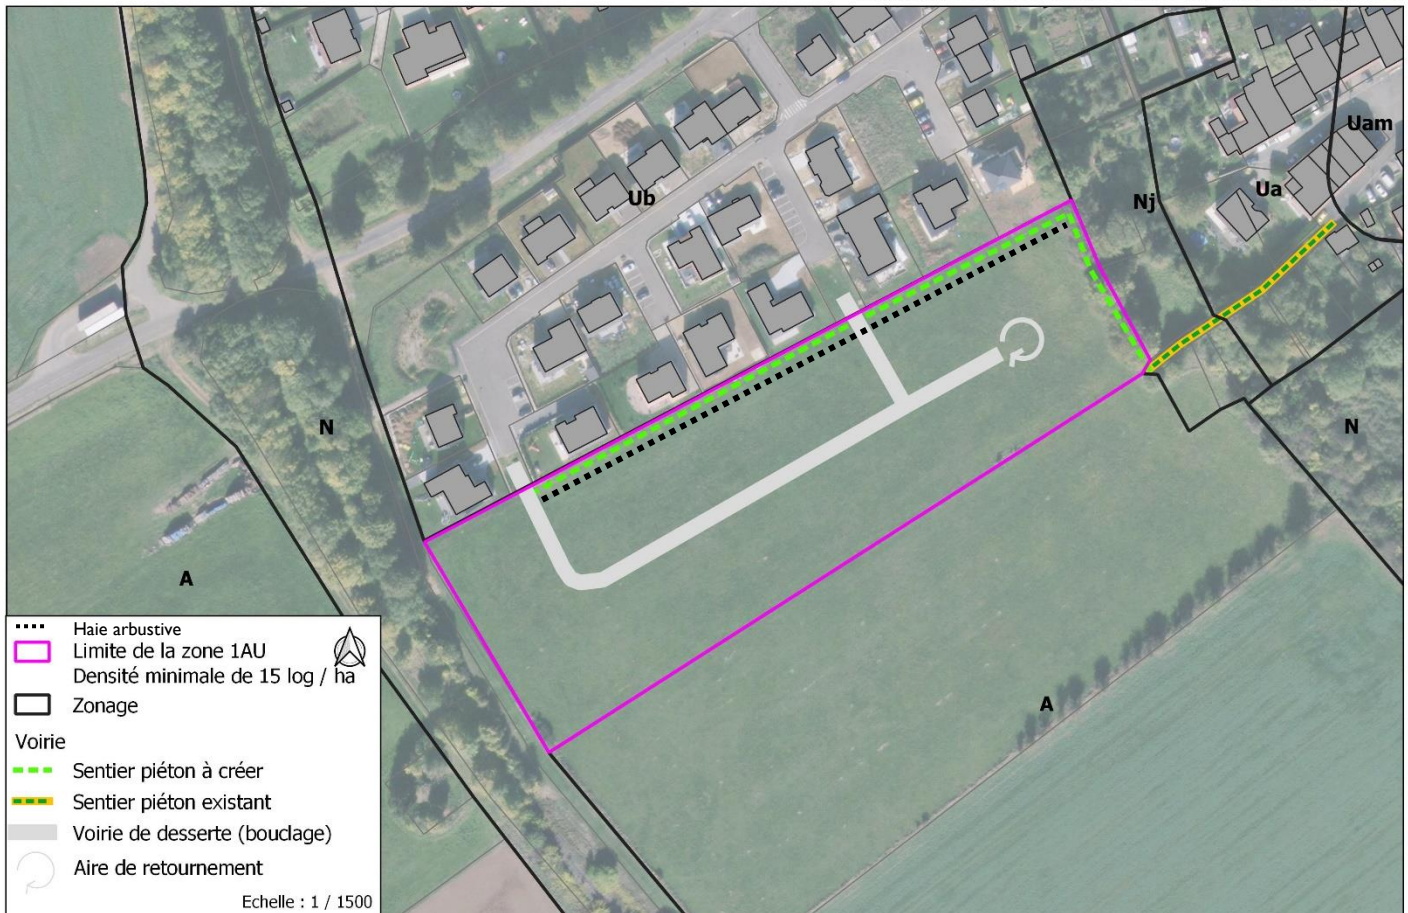 Uam
Ua
Nj
Ub
N
N
A
A
Haie arbustive
Limite de la zone 1AU
Densité minimale de 15 log / ha
Zonage
Voirie
Sentier piéton à créer
Sentier piéton existant
Voirie de desserte (bouclage)
Aire de retournement
Echelle : 1 / 1500